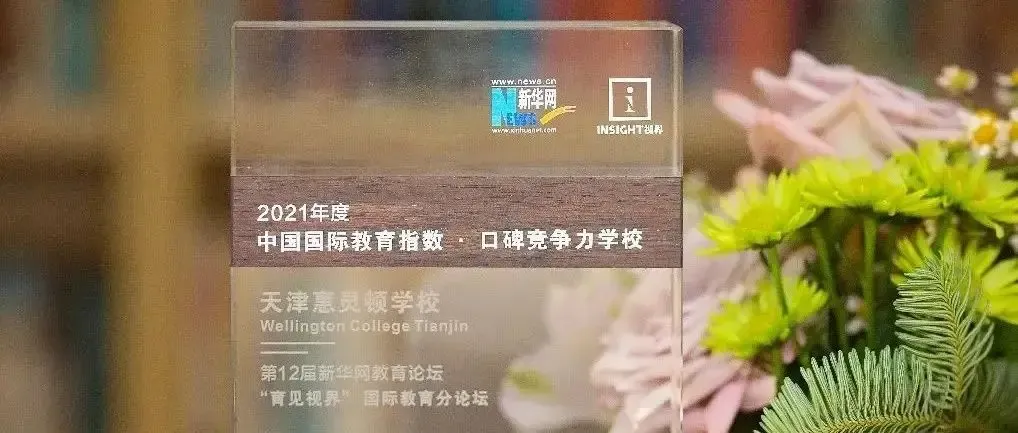 www.news.cn
新华网
NEWS
www.xinhuanet.com
INSIGHT视界
2021年度
中国国际教育指数 · 口碑竞争力学校
天津惠灵顿学校
Wellington College Tianjin
第12届新华网教育论坛
“育见视界” 国际教育分论坛